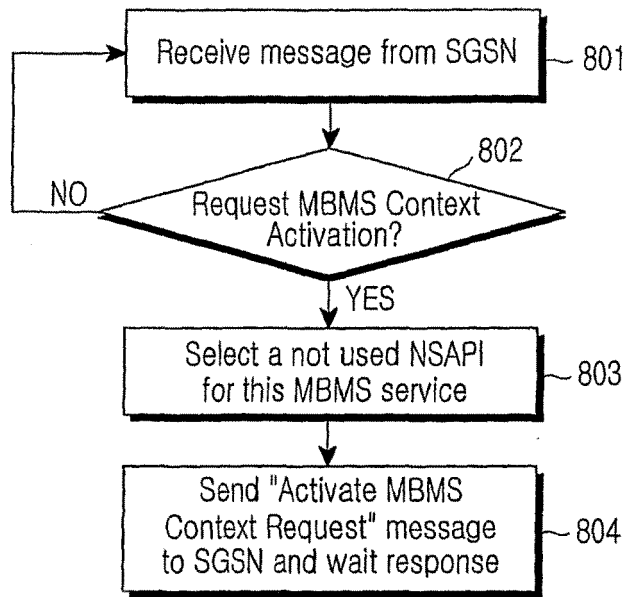 Receive message from SGSN
801
802
NO
Request MBMS Context
Activation?
YES
Select a not used NSAPI
for this MBMS service
803
Send "Activate MBMS
Context Request" message
to SGSN and wait response
804